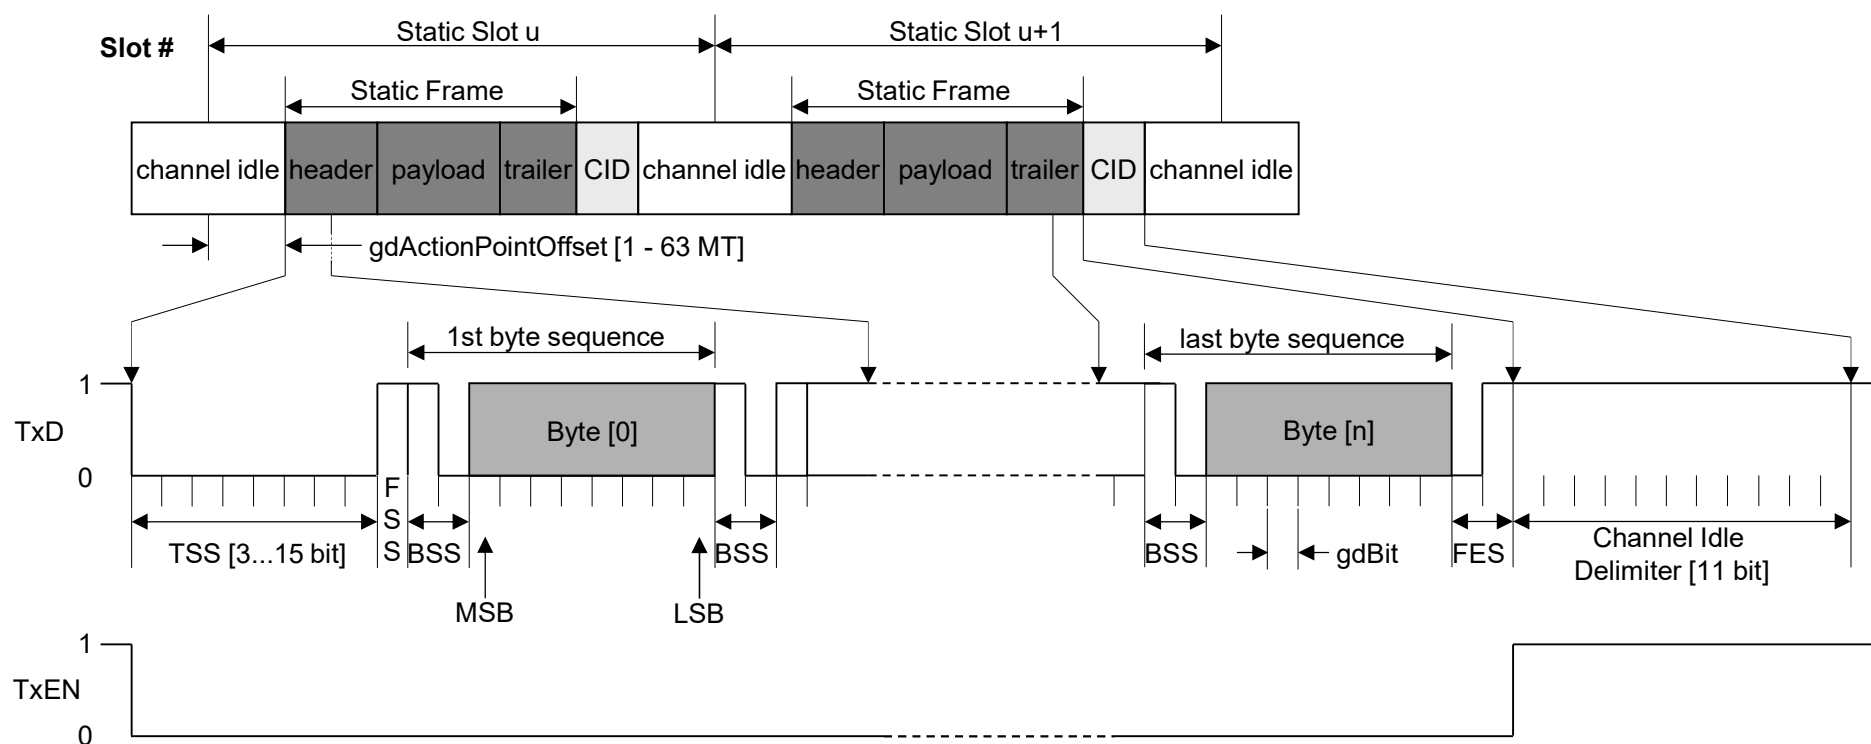 Static Slot u
Static Slot u+1
Slot #
Static Frame
Static Frame
channel idle
header
payload
trailer
CID
channel idle
header
payload
trailer
CID
channel idle
gdActionPointOffset [1 - 63 MT]
1st byte sequence
last byte sequence
1
TxD
0
Byte [0]
Byte [n]
F
S
S
TSS [3...15 bit]
BSS
BSS
BSS
gdBit
FES
Channel Idle
Delimiter [11 bit]
MSB
LSB
1
TxEN
0